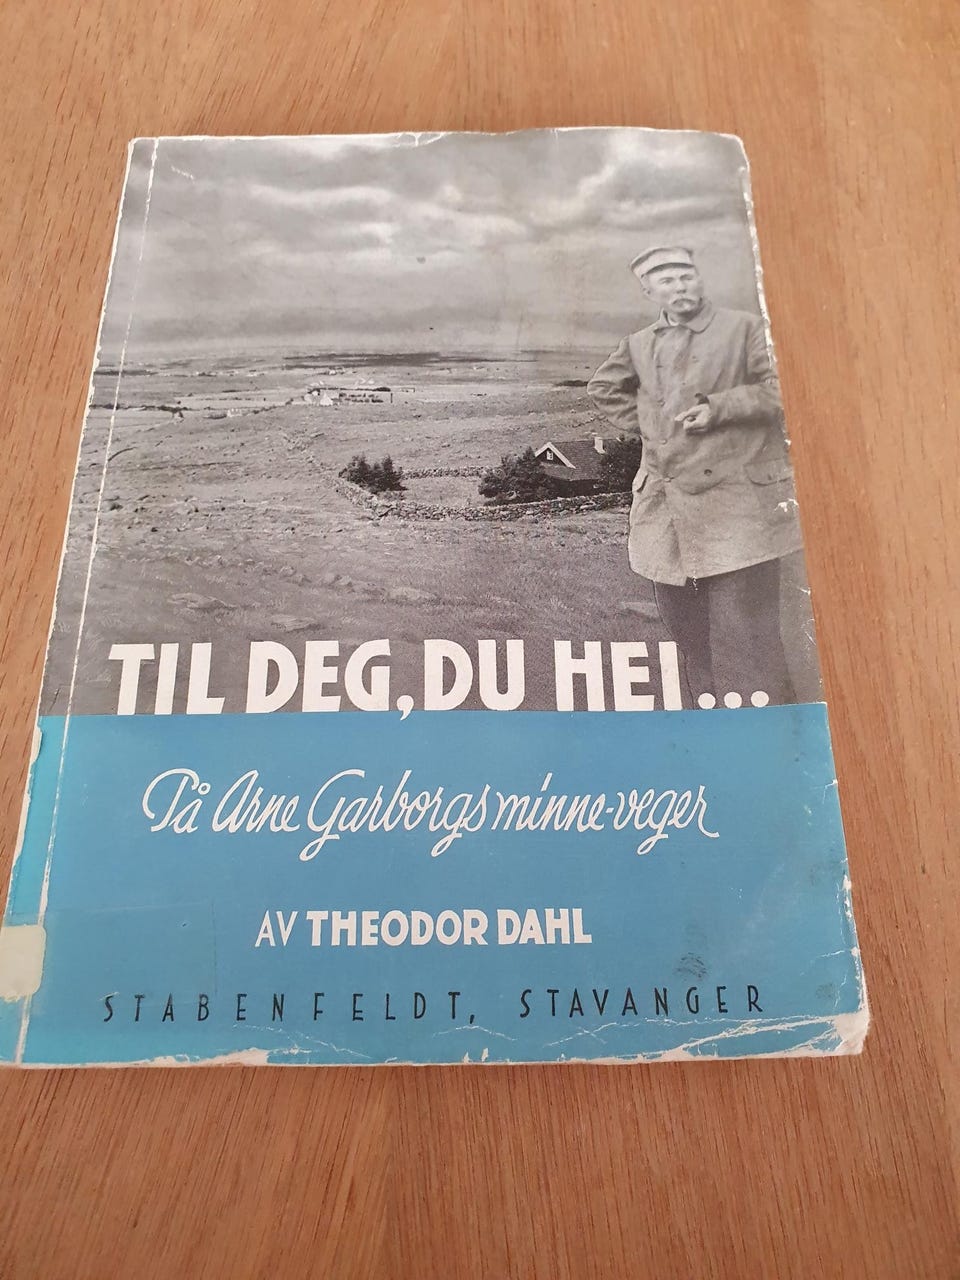 TIL DEG, DU HEI...
På Arne Garborgs minne-veger
AV THEODOR DAHL
STABENFELDT, STAVANGER